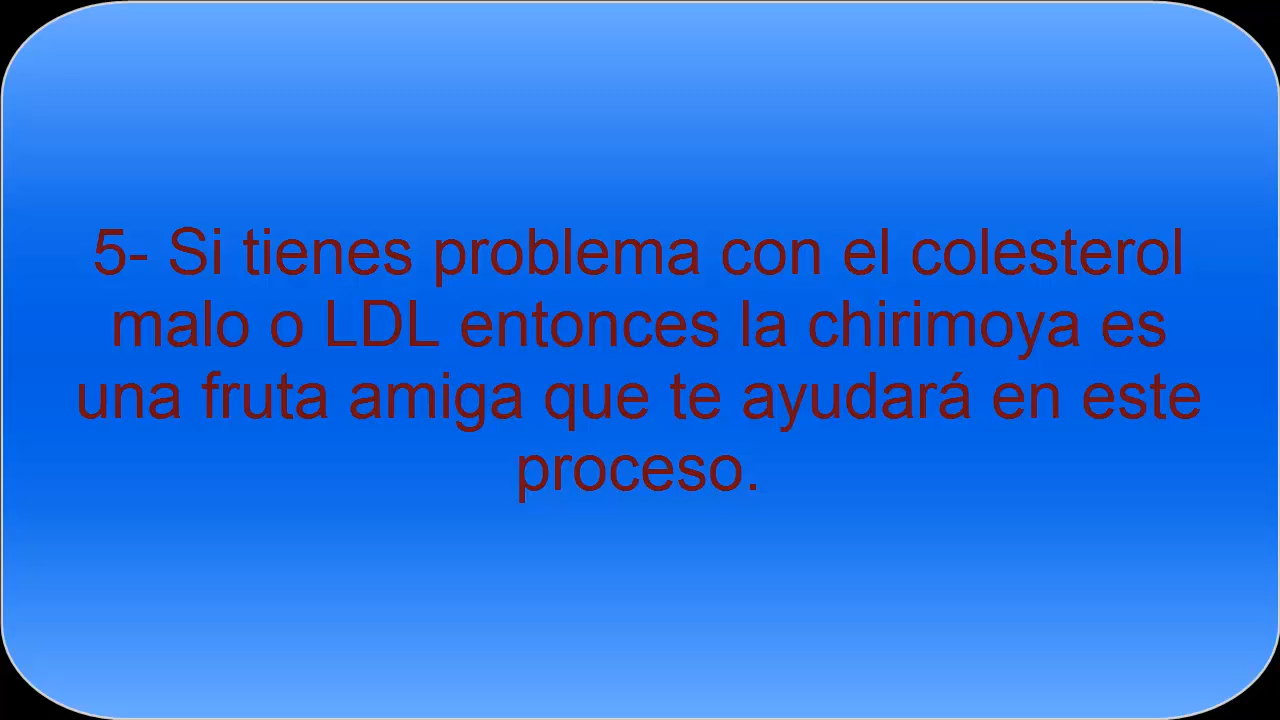 5- Si tienes problema con el colesterol
malo o LDL entonces la chirimoya es
una fruta amiga que te ayudará en este
proceso.